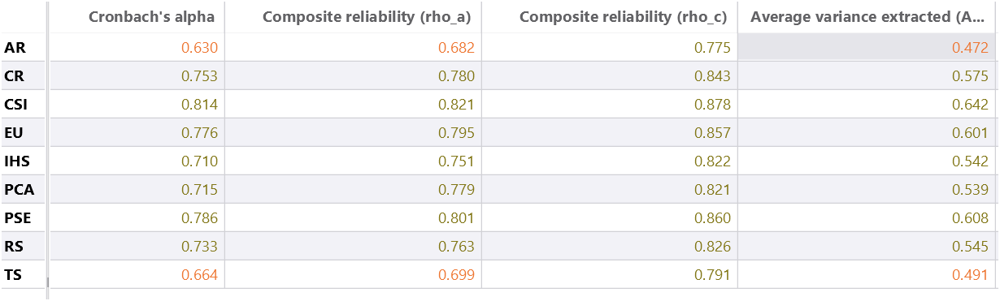 Cronbach's alpha Composite reliability (rho_a) Composite reliability (rho_c) Average variance extracted (A...
AR 0.630 0.682 0.775 0.472
CR 0.753 0.780 0.843 0.575
CSI 0.814 0.821 0.878 0.642
EU 0.776 0.795 0.857 0.601
IHS 0.710 0.751 0.822 0.542
PCA 0.715 0.779 0.821 0.539
PSE 0.786 0.801 0.860 0.608
RS 0.733 0.763 0.826 0.545
TS 0.664 0.699 0.791 0.491